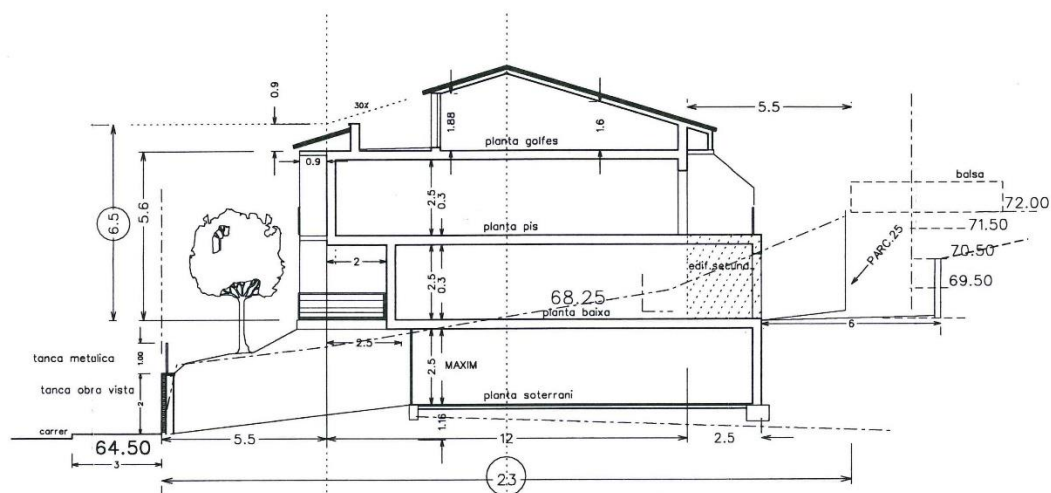 0.9
30%
5.5
1.88
1.6
planta golfes
balsa
0.9
72.00
6.5
5.6
2.5
0.3
71.50
planta pis
PARC.25
70.50
2
edif.secund.
69.50
2.5
0.3
68.25
planta baixa
6
2.5
tanca metalica
1.00
2.5
MAXIM
tanca obra vista
2
planta soterrani
1.16
carrer
64.50
5.5
12
2.5
3
23